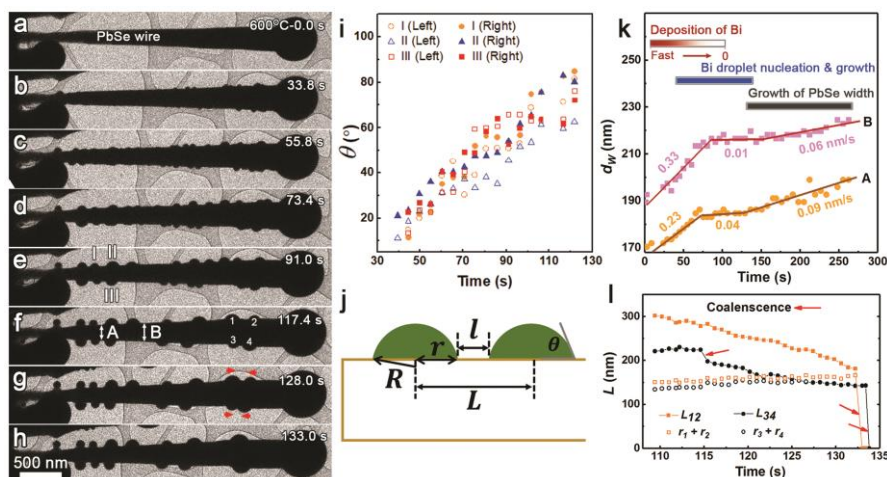 a
600°C-0.0 s
PbSe wire
b
33.8 s
c
55.8 s
d
73.4 s
e
I II
91.0 s
III
f
117.4 s
A B
1 2
3 4
g
128.0 s
h
133.0 s
500 nm
i
I (Left) I (Right)
II (Left) II (Right)
III (Left) III (Right)
θ (°)
80
60
40
20
30 40 50 60 70 80 90 100 110 120 130
Time (s)
j
l
r
θ
R
L
k
Deposition of Bi
Fast 0
Bi droplet nucleation & growth
Growth of PbSe width
dW (nm)
230
220
210
200
190
180
170
B
0.33
0.01
0.06 nm/s
A
0.23
0.04
0.09 nm/s
0 50 100 150 200 250 300
Time (s)
l
Coalenscence
L (nm)
300
200
100
0
L12 L34
r1 + r2 r3 + r4
110 115 120 125 130 135
Time (s)